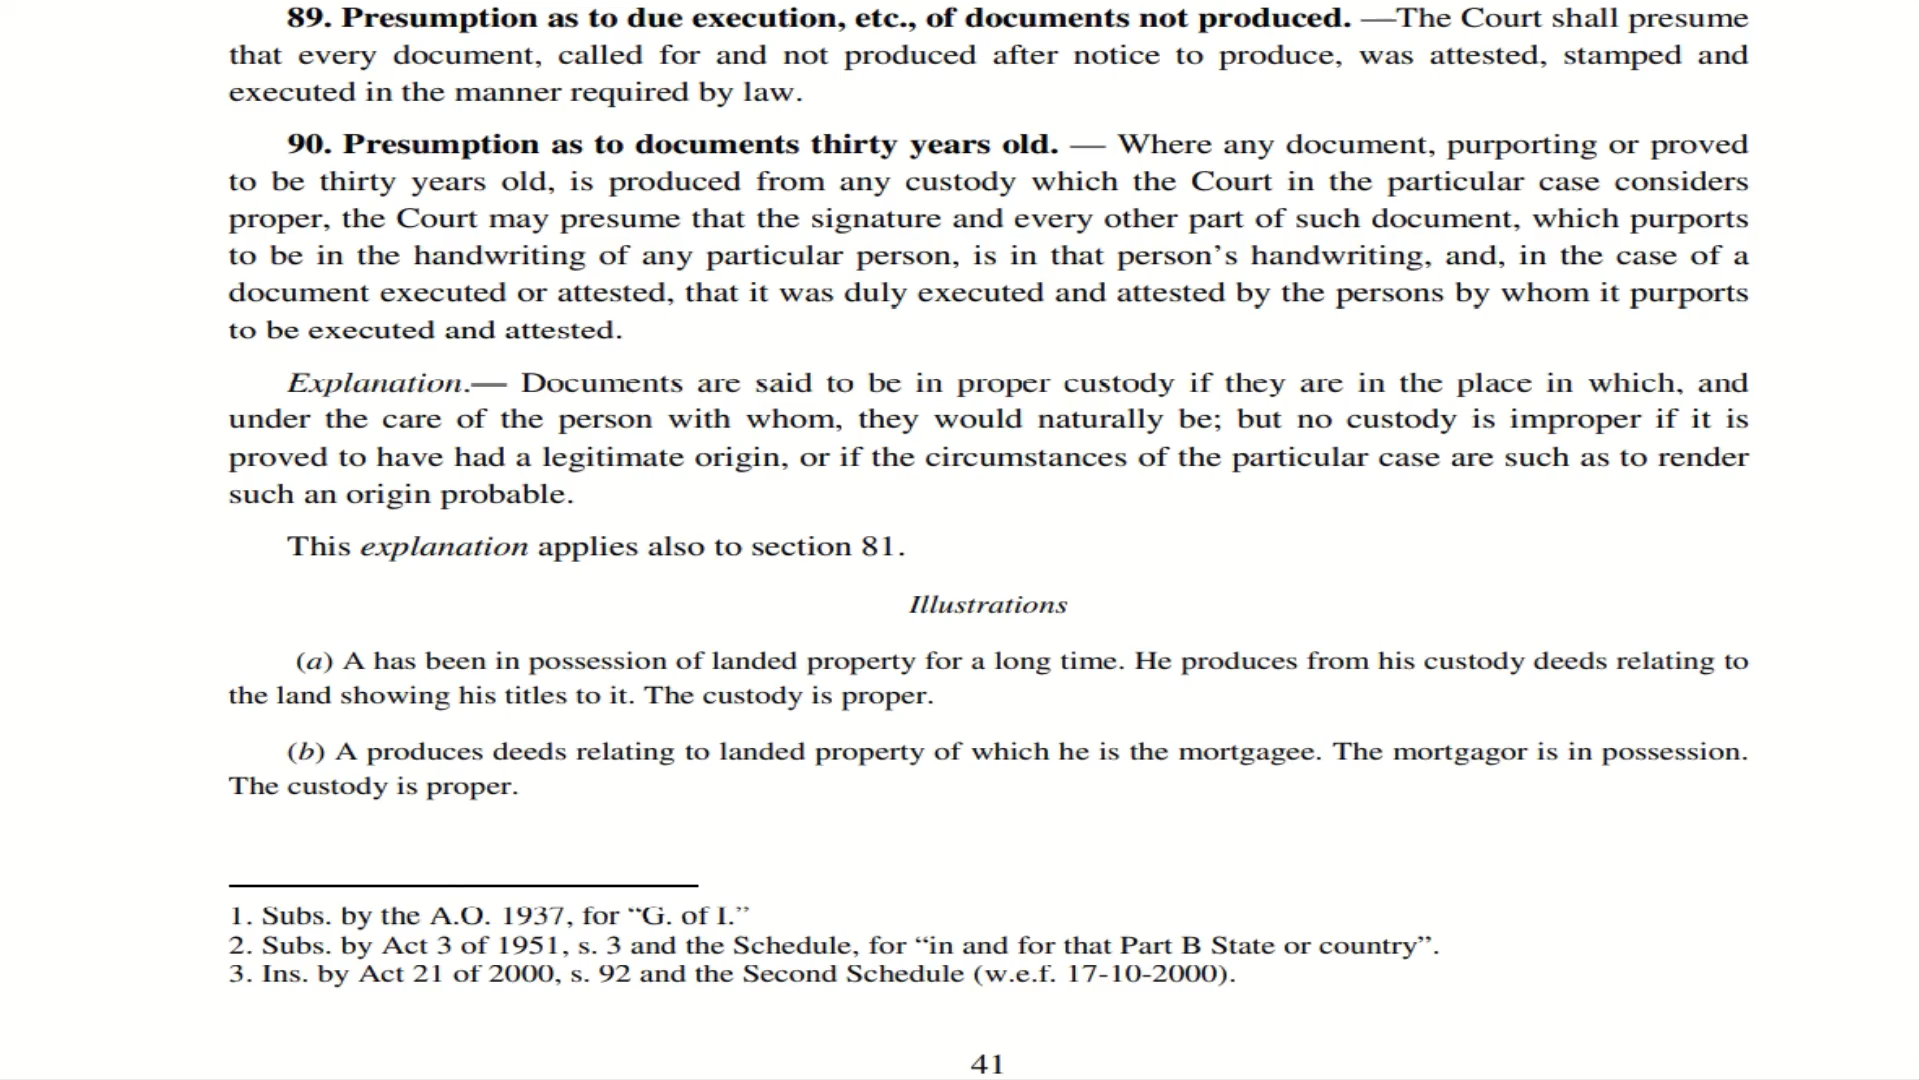 89. Presumption as to due execution, etc., of documents not produced. —The Court shall presume
that every document, called for and not produced after notice to produce, was attested, stamped and
executed in the manner required by law.
90. Presumption as to documents thirty years old. — Where any document, purporting or proved
to be thirty years old, is produced from any custody which the Court in the particular case considers
proper, the Court may presume that the signature and every other part of such document, which purports
to be in the handwriting of any particular person, is in that person’s handwriting, and, in the case of a
document executed or attested, that it was duly executed and attested by the persons by whom it purports
to be executed and attested.
Explanation.— Documents are said to be in proper custody if they are in the place in which, and
under the care of the person with whom, they would naturally be; but no custody is improper if it is
proved to have had a legitimate origin, or if the circumstances of the particular case are such as to render
such an origin probable.
This explanation applies also to section 81.
Illustrations
(a) A has been in possession of landed property for a long time. He produces from his custody deeds relating to
the land showing his titles to it. The custody is proper.
(b) A produces deeds relating to landed property of which he is the mortgagee. The mortgagor is in possession.
The custody is proper.
1. Subs. by the A.O. 1937, for “G. of I.”
2. Subs. by Act 3 of 1951, s. 3 and the Schedule, for “in and for that Part B State or country”.
3. Ins. by Act 21 of 2000, s. 92 and the Second Schedule (w.e.f. 17-10-2000).
41